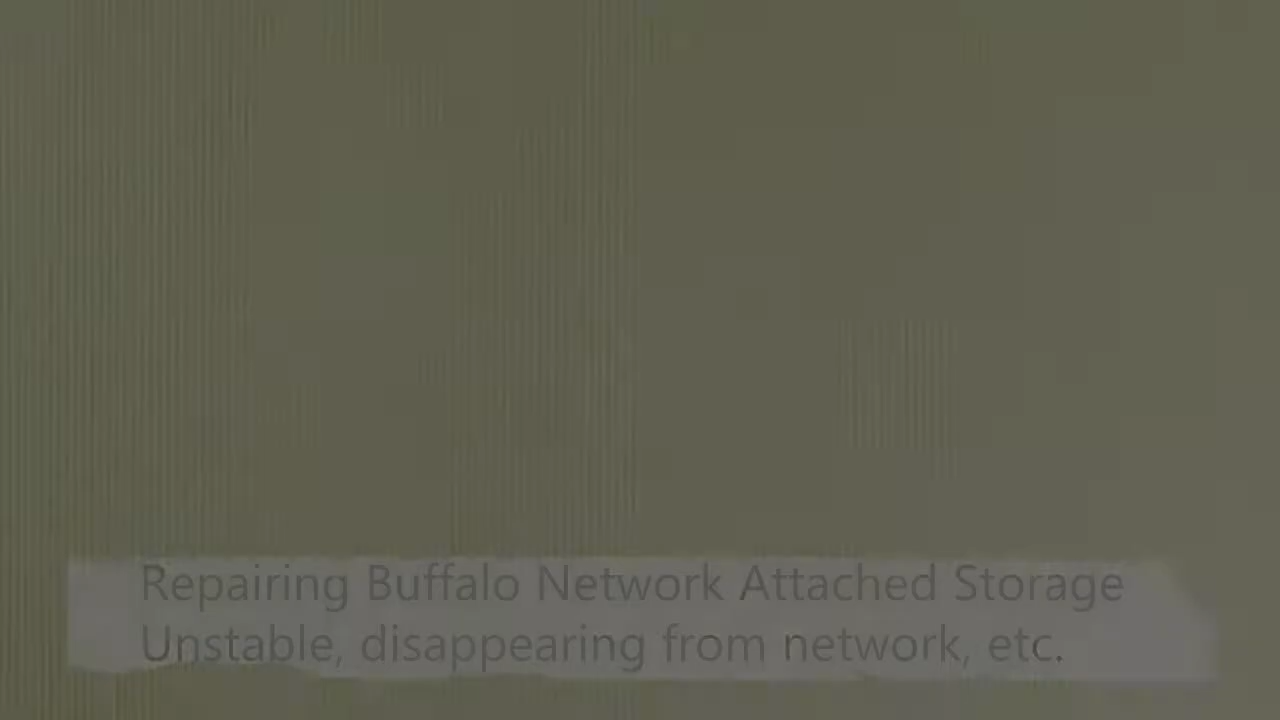 Repairing Buffalo Network Attached Storage
Unstable, disappearing from network, etc.